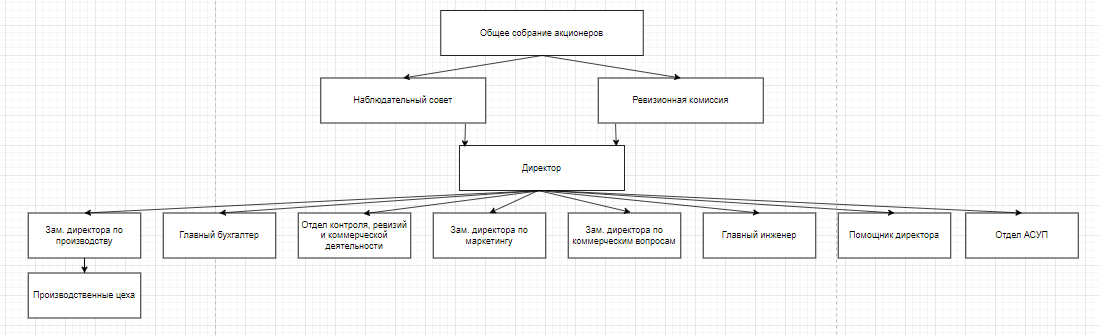 Общее собрание акционеров
Наблюдательный совет
Ревизионная комиссия
Директор
Зам. директора по
производству
Главный бухгалтер
Отдел контроля, ревизий
и коммерческой
деятельности
Зам. директора по
маркетингу
Зам. директора по
коммерческим вопросам
Главный инженер
Помощник директора
Отдел АСУП
Производственные цеха